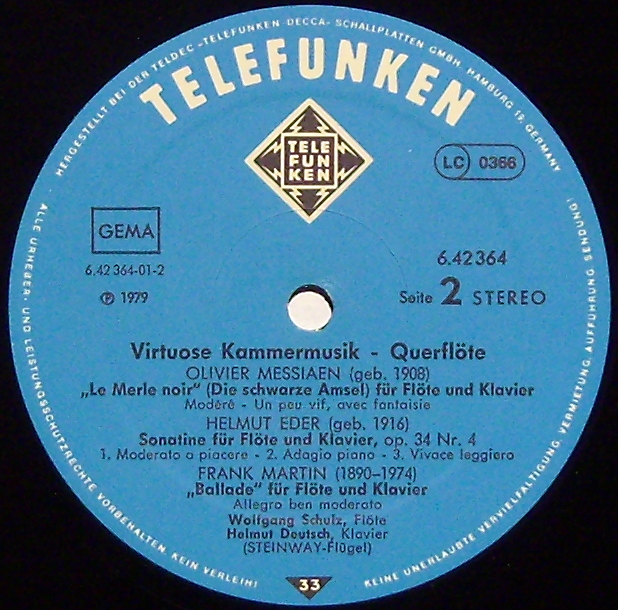 HERGESTELLT BEI DER TELDEC »TELEFUNKEN-DECCA« SCHALLPLATTEN GMBH, HAMBURG 19, GERMANY
TELEFUNKEN
TELE
FUN
KEN
LC 0366
GEMA
6.42 364-01-2
℗ 1979
6.42364
Seite 2 STEREO
Virtuose Kammermusik - Querflöte
OLIVIER MESSIAEN (geb. 1908)
„Le Merle noir“ (Die schwarze Amsel) für Flöte und Klavier
Modéré - Un peu vif, avec fantaisie
HELMUT EDER (geb. 1916)
Sonatine für Flöte und Klavier, op. 34 Nr. 4
1. Moderato a piacere - 2. Adagio piano - 3. Vivace leggiero
FRANK MARTIN (1890-1974)
„Ballade“ für Flöte und Klavier
Allegro ben moderato
Wolfgang Schulz, Flöte
Helmut Deutsch, Klavier
(STEINWAY-Flügel)
33
ALLE URHEBER- UND LEISTUNGSSCHUTZRECHTE VORBEHALTEN. KEIN VERLEIH!
KEINE UNERLAUBTE VERVIELFÄLTIGUNG, VERMIETUNG, AUFFÜHRUNG, SENDUNG!